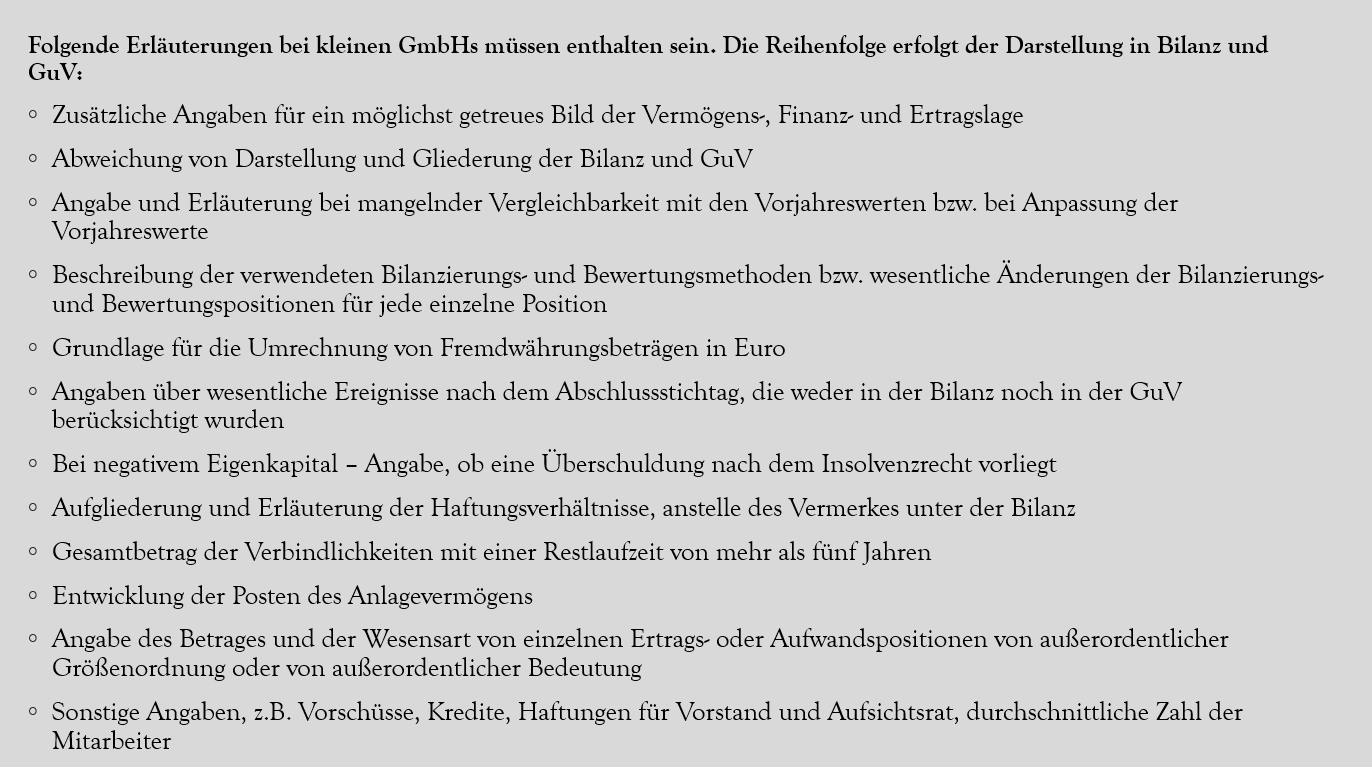 Folgende Erläuterungen bei kleinen GmbHs müssen enthalten sein. Die Reihenfolge erfolgt der Darstellung in Bilanz und
GuV:
◦ Zusätzliche Angaben für ein möglichst getreues Bild der Vermögens-, Finanz- und Ertragslage
◦ Abweichung von Darstellung und Gliederung der Bilanz und GuV
◦ Angabe und Erläuterung bei mangelnder Vergleichbarkeit mit den Vorjahreswerten bzw. bei Anpassung der
Vorjahreswerte
◦ Beschreibung der verwendeten Bilanzierungs- und Bewertungsmethoden bzw. wesentliche Änderungen der Bilanzierungs-
und Bewertungspositionen für jede einzelne Position
◦ Grundlage für die Umrechnung von Fremdwährungsbeträgen in Euro
◦ Angaben über wesentliche Ereignisse nach dem Abschlussstichtag, die weder in der Bilanz noch in der GuV
berücksichtigt wurden
◦ Bei negativem Eigenkapital – Angabe, ob eine Überschuldung nach dem Insolvenzrecht vorliegt
◦ Aufgliederung und Erläuterung der Haftungsverhältnisse, anstelle des Vermerkes unter der Bilanz
◦ Gesamtbetrag der Verbindlichkeiten mit einer Restlaufzeit von mehr als fünf Jahren
◦ Entwicklung der Posten des Anlagevermögens
◦ Angabe des Betrages und der Wesensart von einzelnen Ertrags- oder Aufwandspositionen von außerordentlicher
Größenordnung oder von außerordentlicher Bedeutung
◦ Sonstige Angaben, z.B. Vorschüsse, Kredite, Haftungen für Vorstand und Aufsichtsrat, durchschnittliche Zahl der
Mitarbeiter